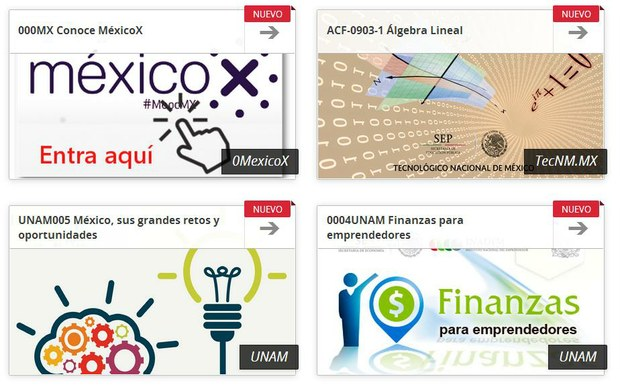 NUEVO
000MX Conoce MéxicoX
méxicoX
#MoocMX
Entra aquí
0MexicoX
NUEVO
ACF-0903-1 Álgebra Lineal
e^iπ+1=0
x
SEP
TECNOLÓGICO NACIONAL DE MÉXICO
TecNM.MX
NUEVO
UNAM005 México, sus grandes retos y
oportunidades
UNAM
NUEVO
0004UNAM Finanzas para
emprendedores
$
Finanzas
para emprendedores
UNAM